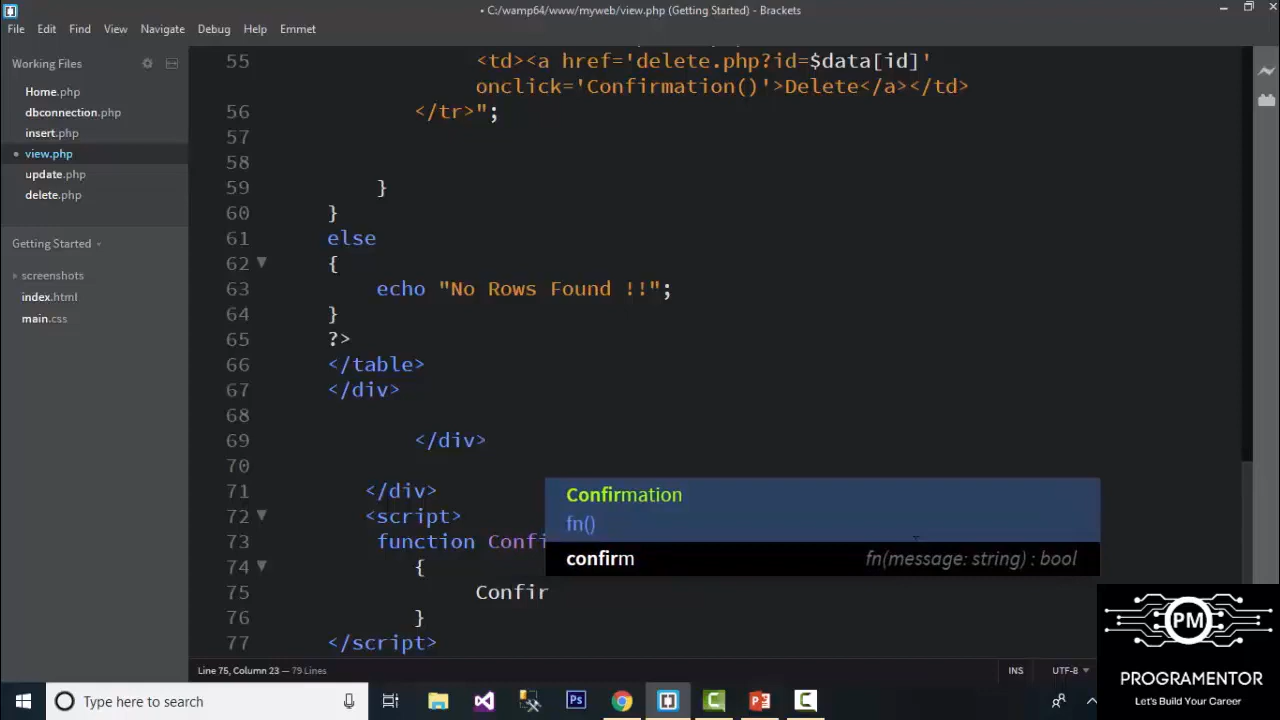 • C:/wamp64/www/myweb/view.php (Getting Started) - Brackets
File Edit Find View Navigate Debug Help Emmet
Working Files
Home.php
dbconnection.php
insert.php
• view.php
update.php
delete.php
Getting Started
screenshots
index.html
main.css
55 <td><a href='delete.php?id=$data[id]'
onclick='Confirmation()'>Delete</a></td>
56 </tr>";
57
58
59 }
60 }
61 else
62 {
63 echo "No Rows Found !!";
64 }
65 ?>
66 </table>
67 </div>
68
69 </div>
70
71 </div>
72 <script>
73 function Confi
74 {
75 Confir
76 }
77 </script>
Confirmation
fn()
confirm fn(message: string) : bool
Line 75, Column 23 — 79 Lines
INS UTF-8
PM
PROGRAMENTOR
Let's Build Your Career
Type here to search
Ps